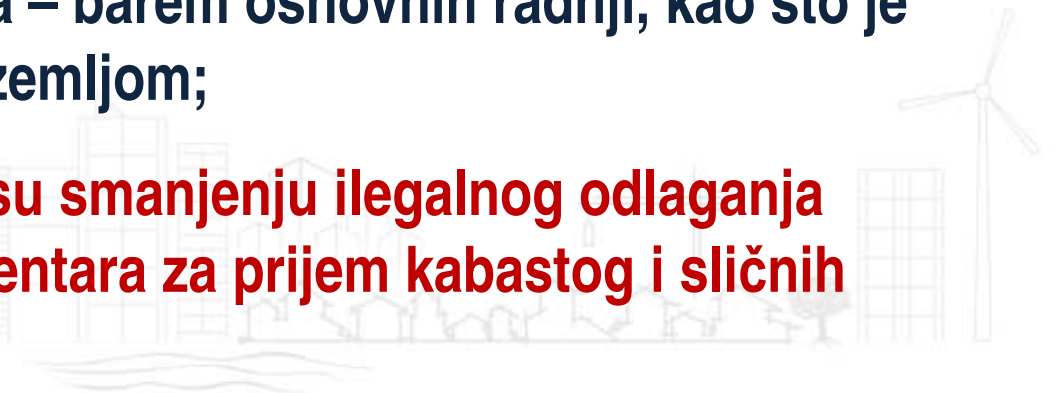 a – barem osnovnih radnji, kao što je
zemljom;
su smanjenju ilegalnog odlaganja
entara za prijem kabastog i sličnih